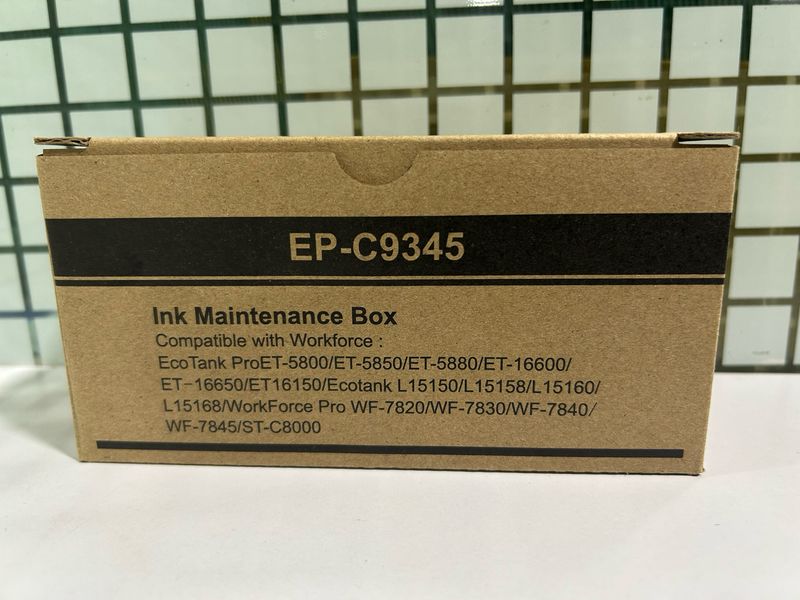 EP-C9345
Ink Maintenance Box
Compatible with Workforce :
EcoTank ProET-5800/ET-5850/ET-5880/ET-16600/
ET-16650/ET16150/Ecotank L15150/L15158/L15160/
L15168/WorkForce Pro WF-7820/WF-7830/WF-7840/
WF-7845/ST-C8000